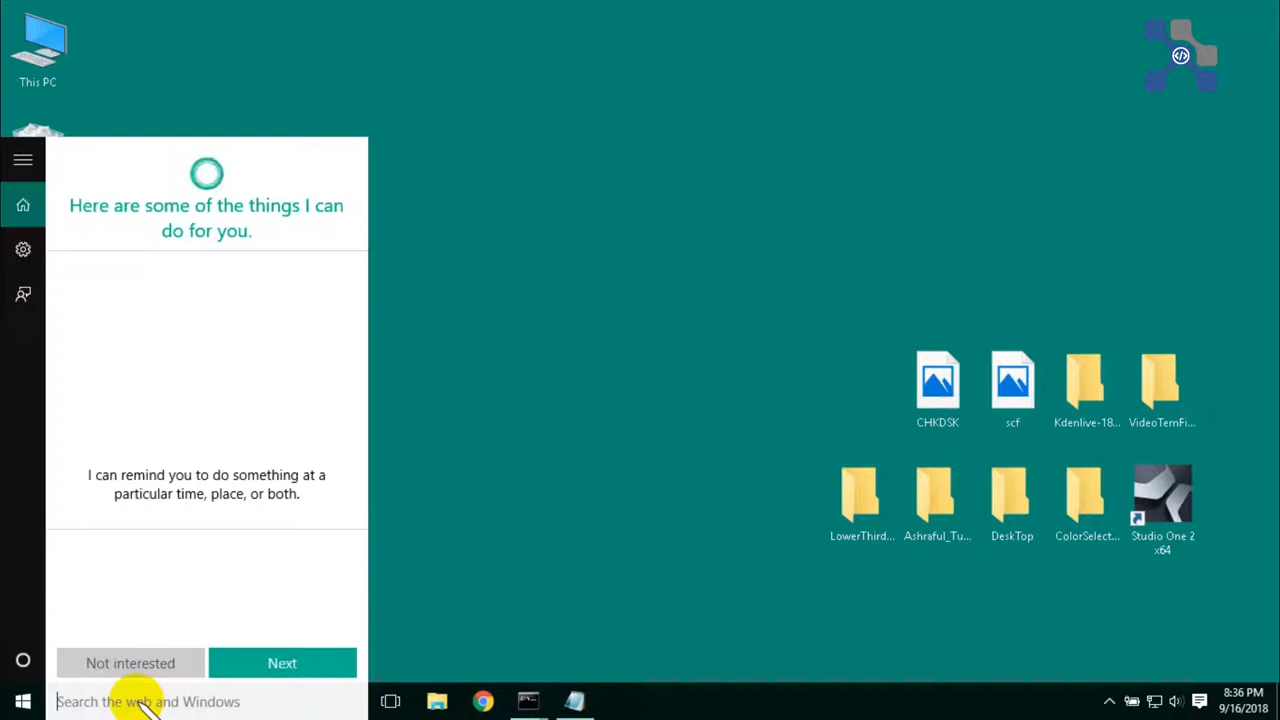 This PC
Here are some of the things I can
do for you.
I can remind you to do something at a
particular time, place, or both.
Not interested
Next
Search the web and Windows
CHKDSK
scf
Kdenlive-18...
VideoTemFi...
LowerThird...
Ashraful_Tu...
DeskTop
ColorSelect...
Studio One 2
x64
8:36 PM
9/16/2018